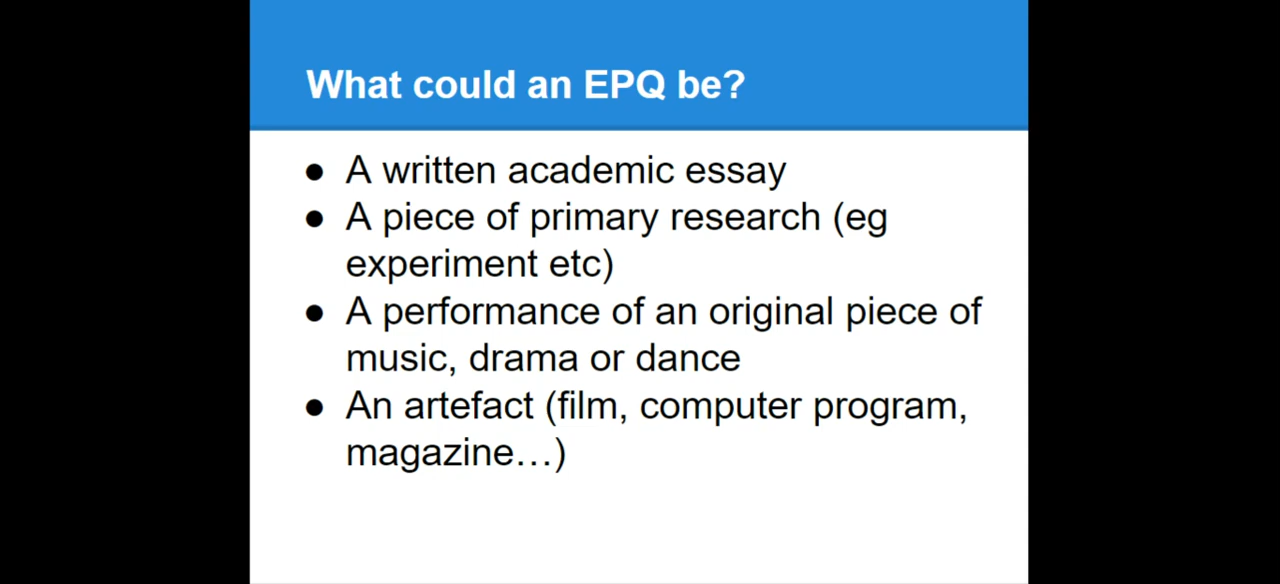 What could an EPQ be?
● A written academic essay
● A piece of primary research (eg
experiment etc)
● A performance of an original piece of
music, drama or dance
● An artefact (film, computer program,
magazine…)